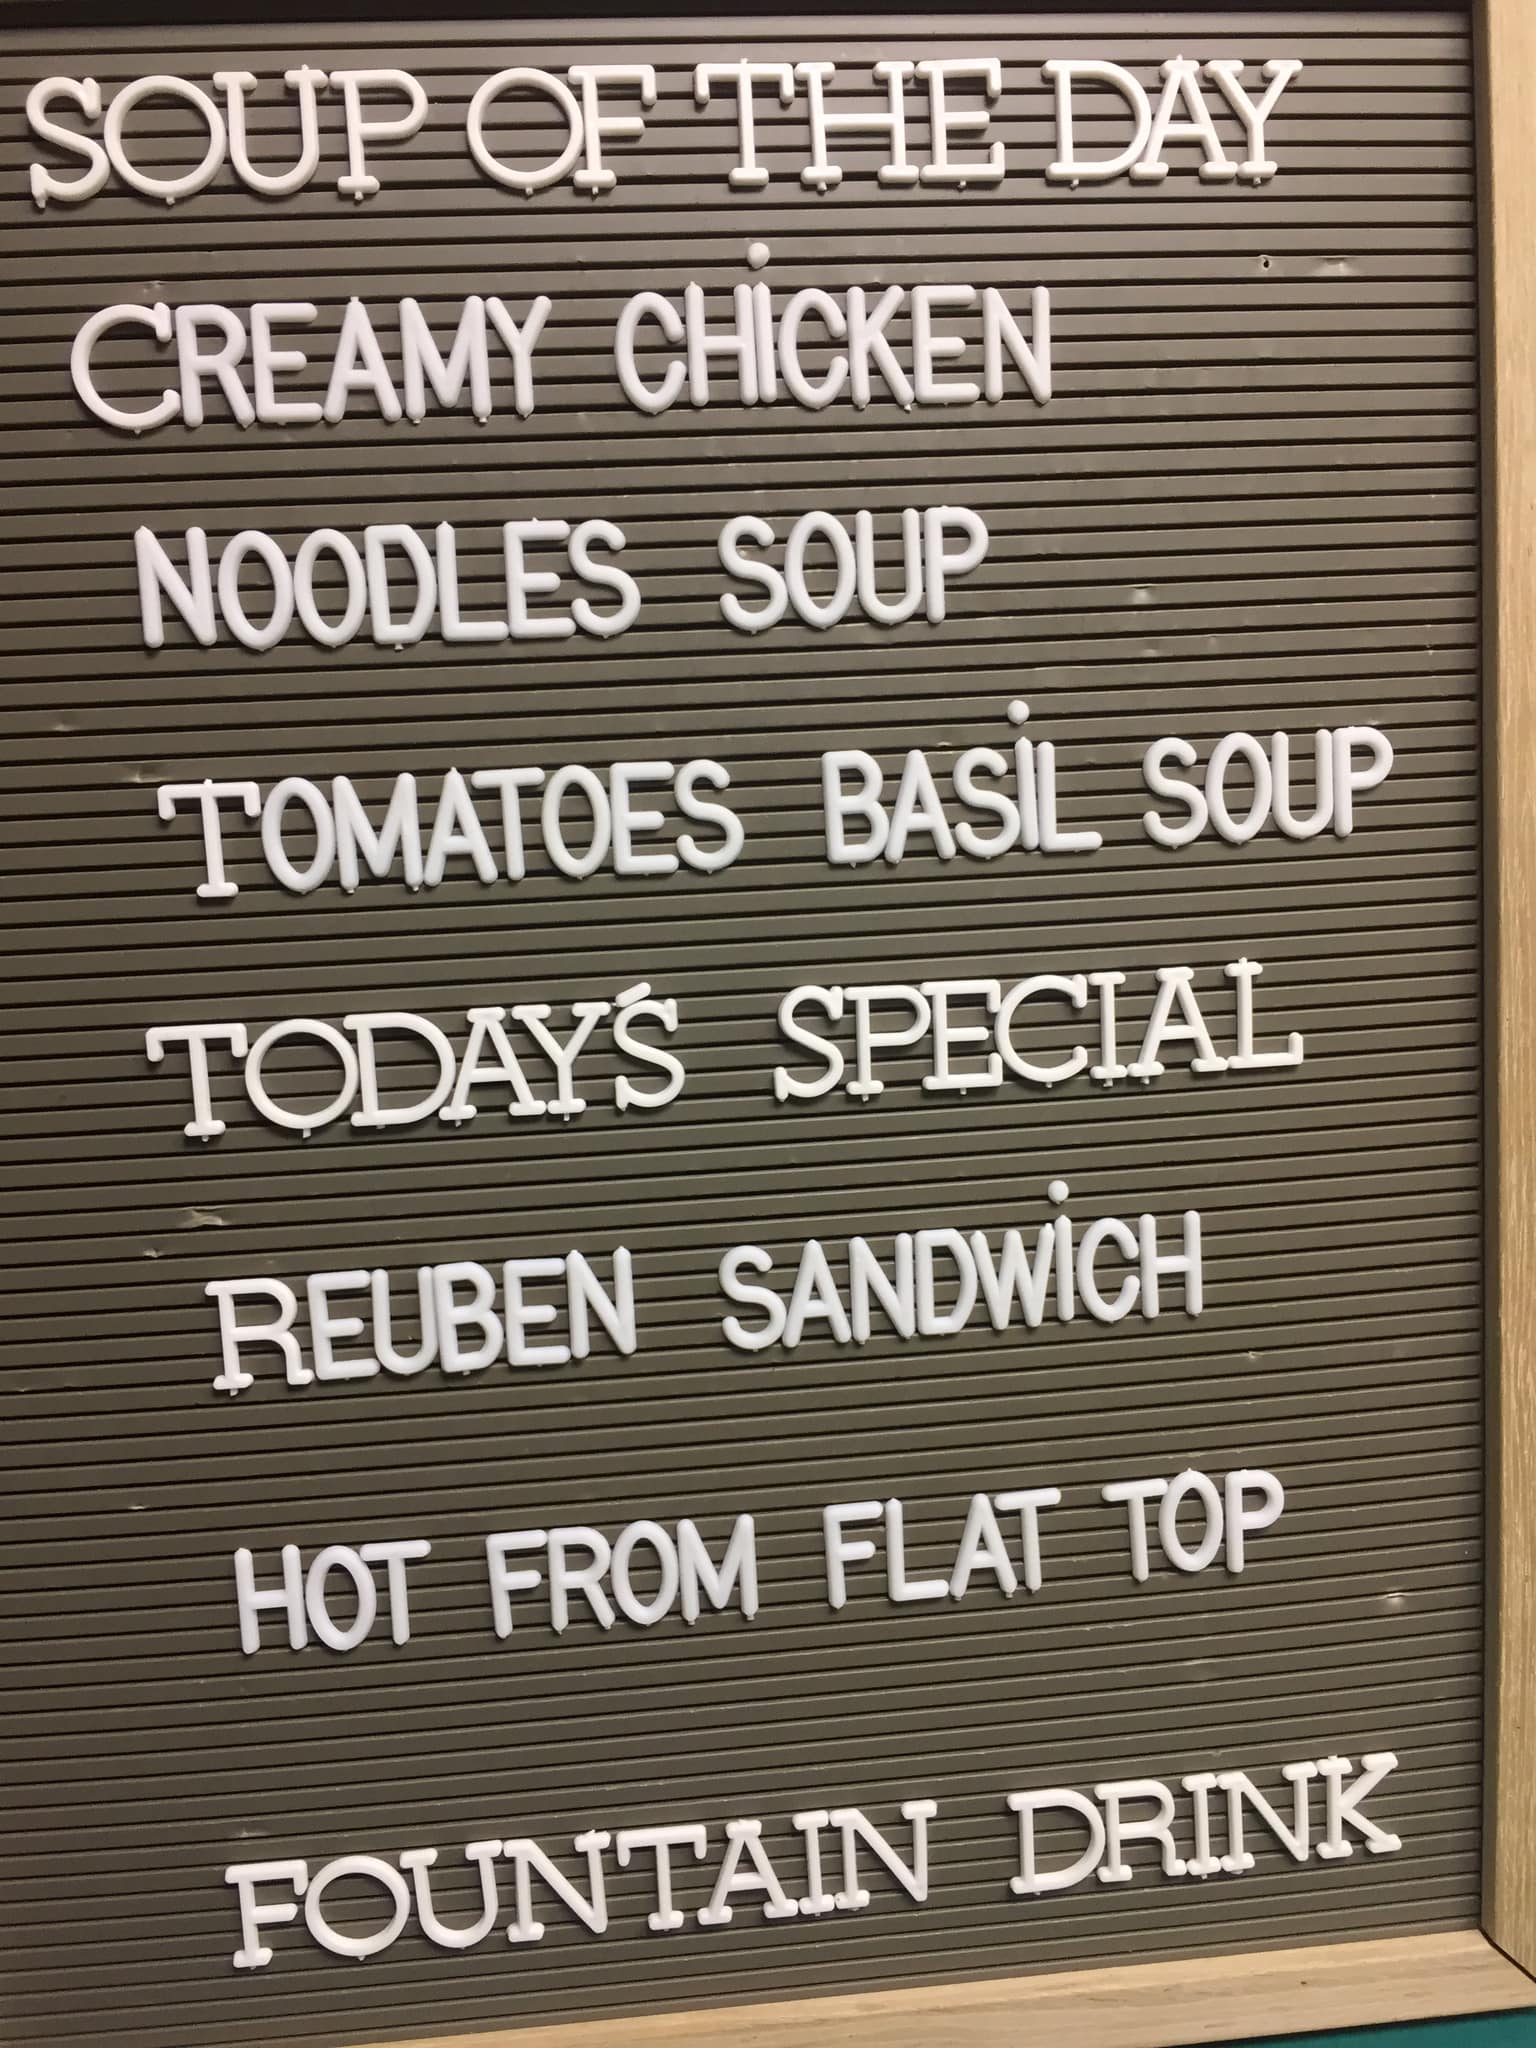 SOUP OF THE DAY
CREAMY CHiCKEN
NOODLES SOUP
TOMATOES BASiL SOUP
TODAY'S SPECIAL
REUBEN SANDWiCH
HOT FROM FLAT TOP
FOUNTAIN DRINK